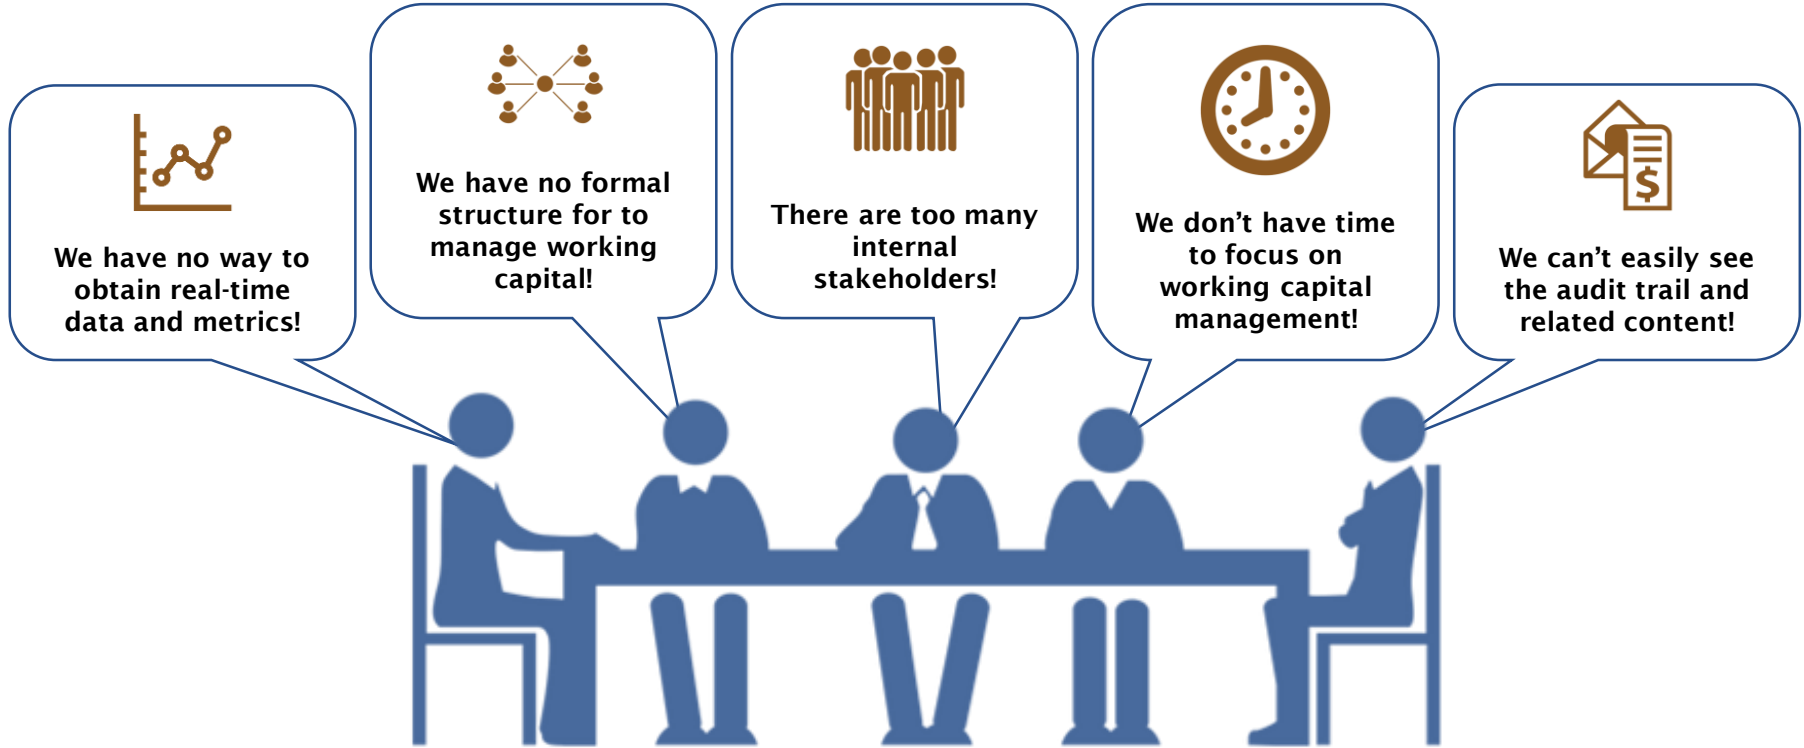 We have no way to
obtain real-time
data and metrics!
We have no formal
structure for to
manage working
capital!
There are too many
internal
stakeholders!
We don’t have time
to focus on
working capital
management!
$
We can’t easily see
the audit trail and
related content!